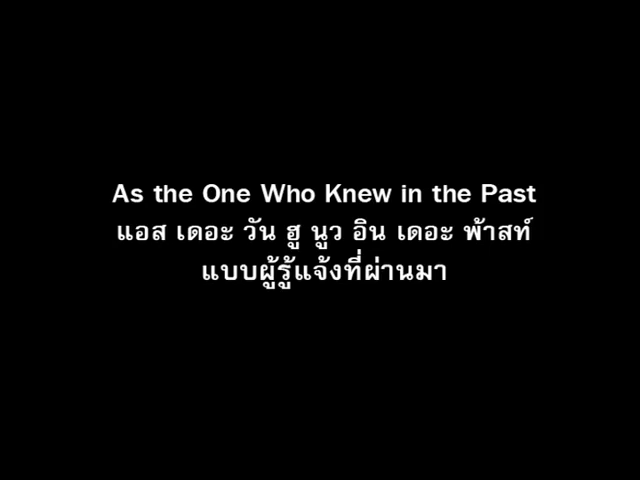 As the One Who Knew in the Past
แอส เดอะ วัน ฮู นูว อิน เดอะ พ้าสท์
แบบผู้รู้แจ้งที่ผ่านมา